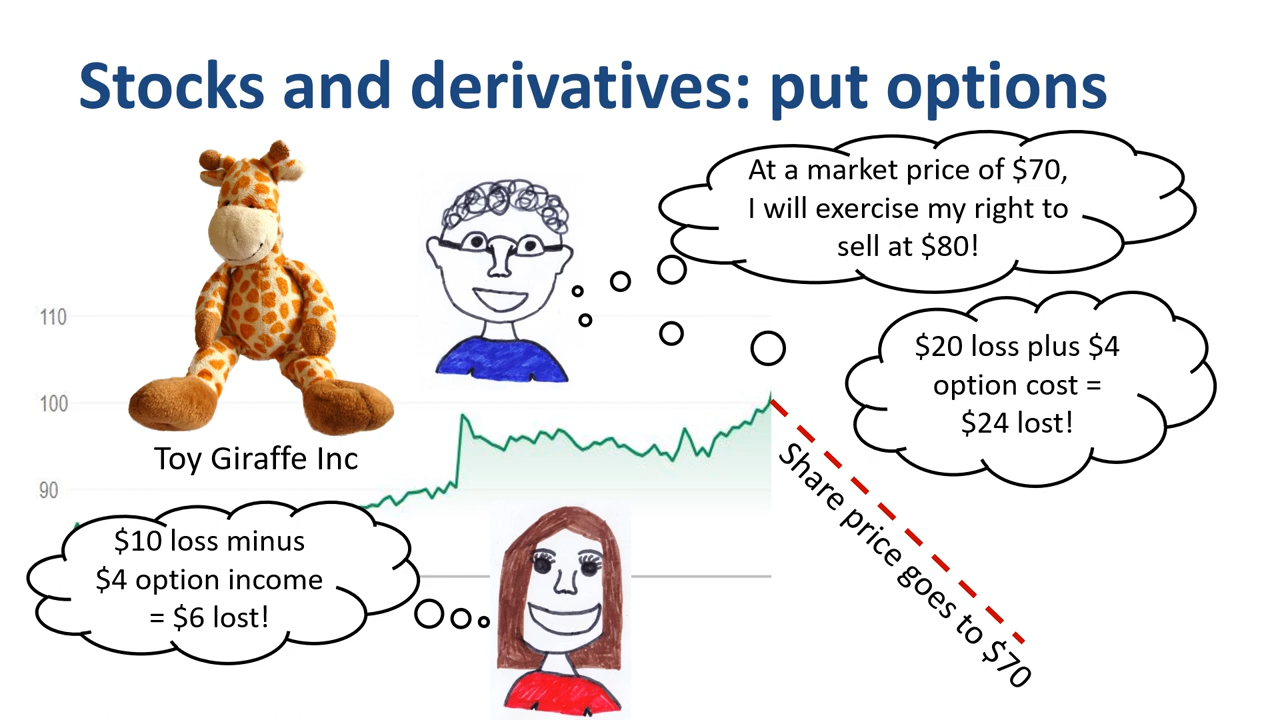 Stocks and derivatives: put options
At a market price of $70,
I will exercise my right to
sell at $80!
110
$20 loss plus $4
option cost =
$24 lost!
100
Toy Giraffe Inc
90
Share price goes to $70
$10 loss minus
$4 option income
= $6 lost!